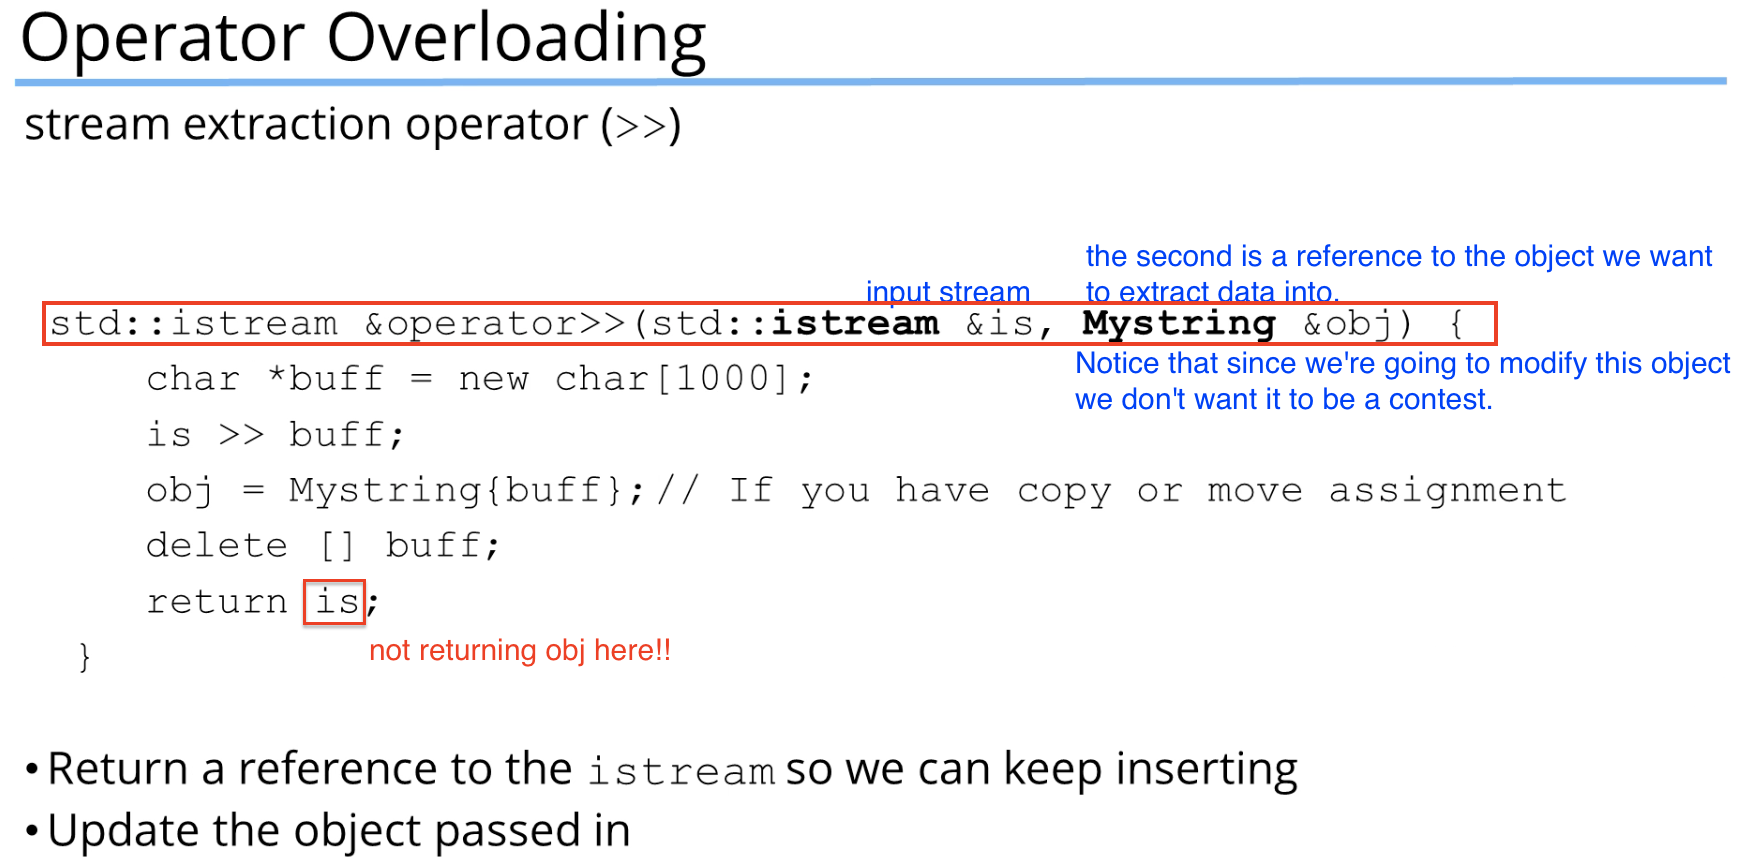 Operator Overloading
stream extraction operator (>>)
the second is a reference to the object we want
input stream to extract data into.
std::istream &operator>>(std::istream &is, Mystring &obj) {
Notice that since we're going to modify this object
char *buff = new char[1000];
we don't want it to be a contest.
is >> buff;
obj = Mystring{buff};// If you have copy or move assignment
delete [] buff;
return is;
not returning obj here!!
}
•Return a reference to the istream so we can keep inserting
•Update the object passed in